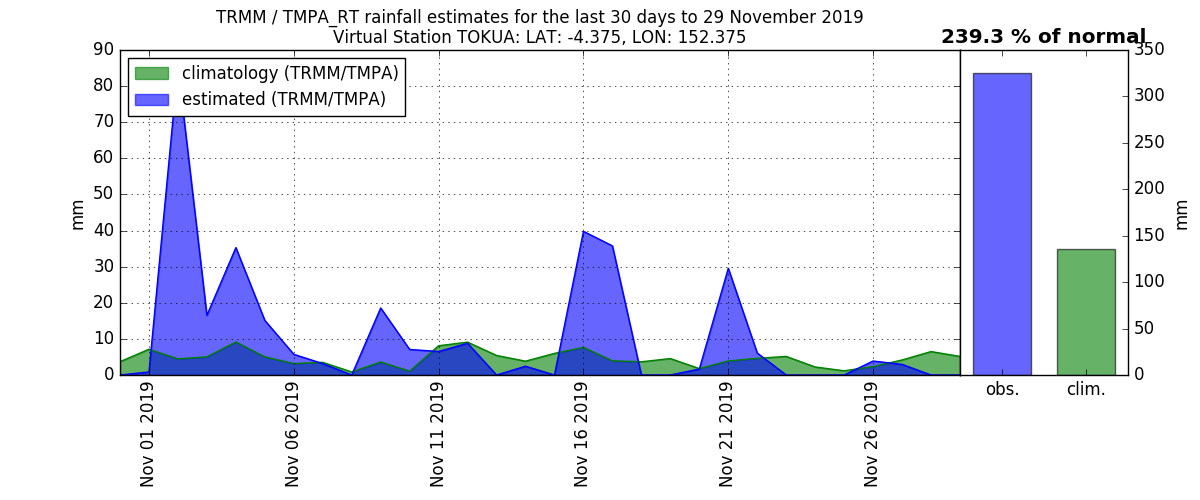 TRMM / TMPA_RT rainfall estimates for the last 30 days to 29 November 2019
Virtual Station TOKUA: LAT: -4.375, LON: 152.375
239.3 % of normal
climatology (TRMM/TMPA)
estimated (TRMM/TMPA)
mm
90
80
70
60
50
40
30
20
10
0
Nov 01 2019
Nov 06 2019
Nov 11 2019
Nov 16 2019
Nov 21 2019
Nov 26 2019
obs.
clim.
350
300
250
200
150
100
50
0
mm